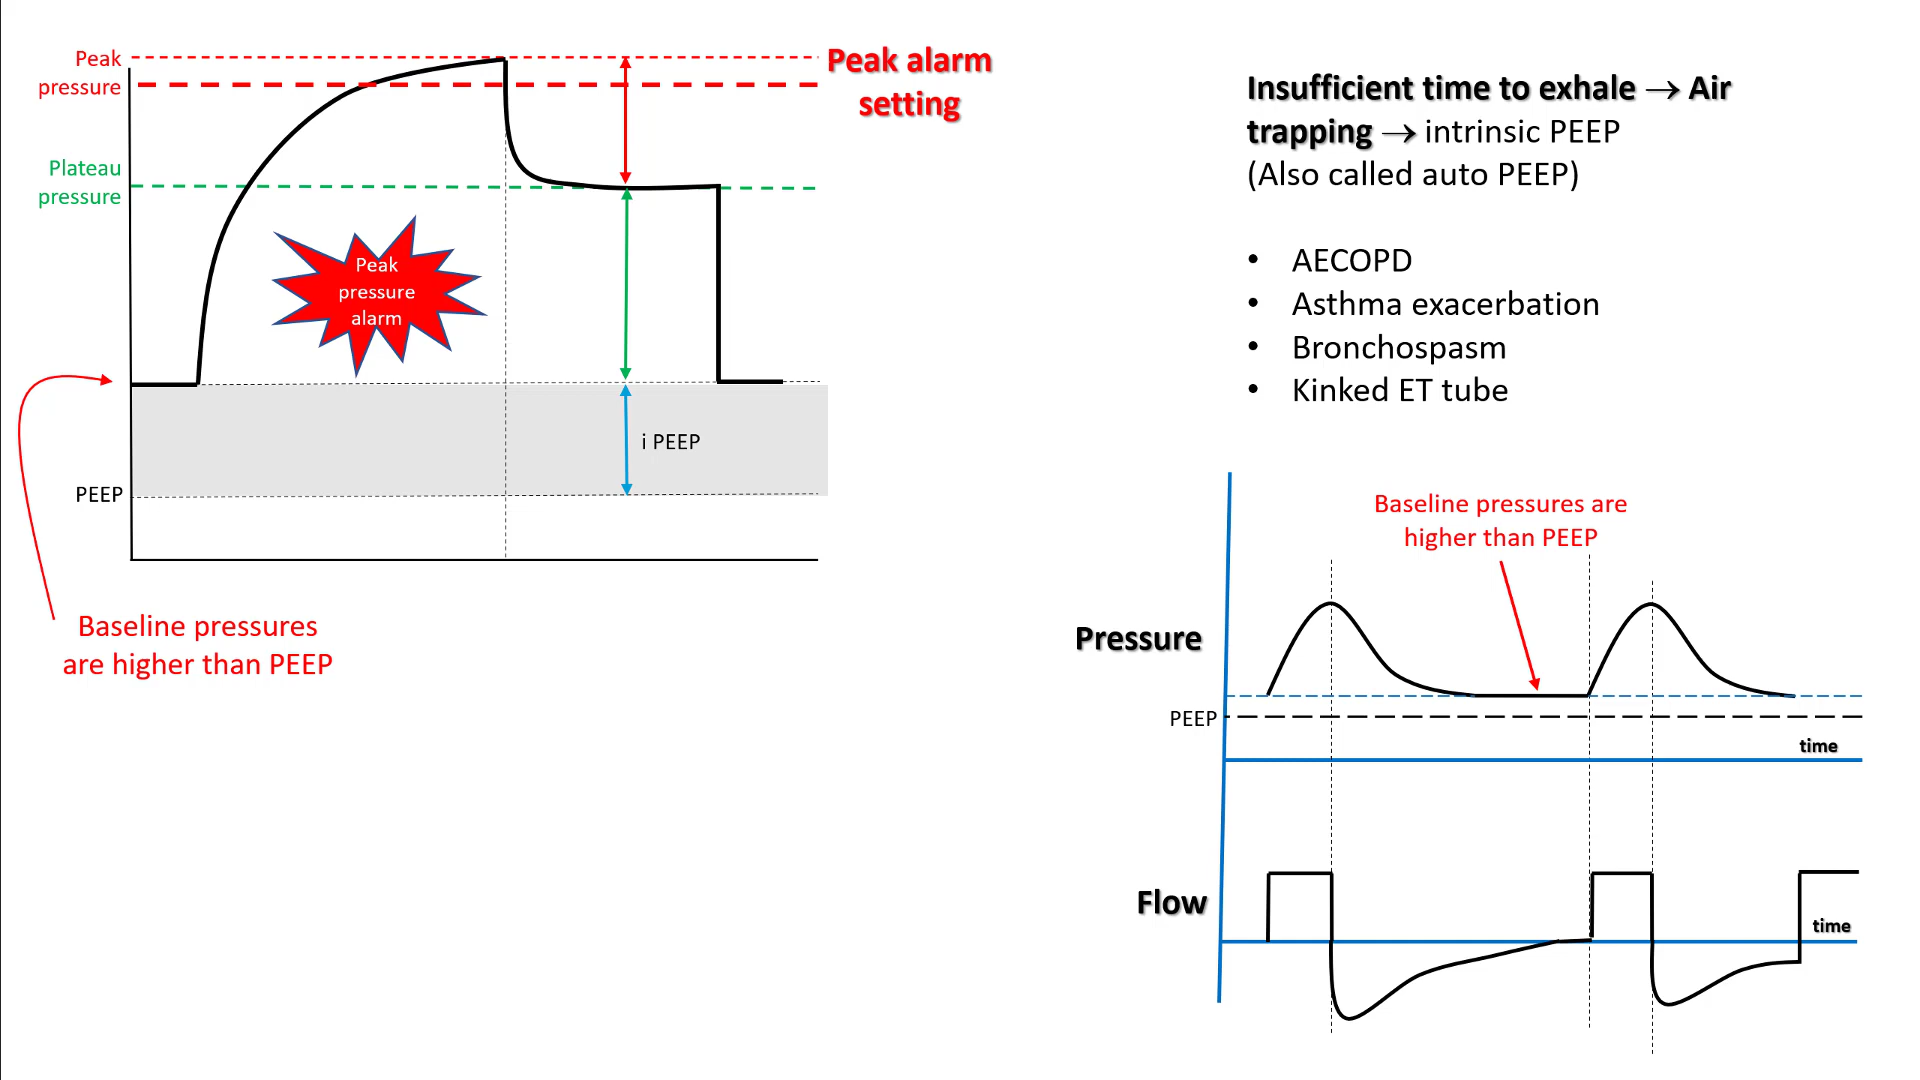 Peak
pressure
Peak alarm
setting
Plateau
pressure
Peak
pressure
alarm
i PEEP
PEEP
Baseline pressures
are higher than PEEP
Insufficient time to exhale → Air
trapping → intrinsic PEEP
(Also called auto PEEP)
• AECOPD
• Asthma exacerbation
• Bronchospasm
• Kinked ET tube
Baseline pressures are
higher than PEEP
Pressure
PEEP
time
Flow
time